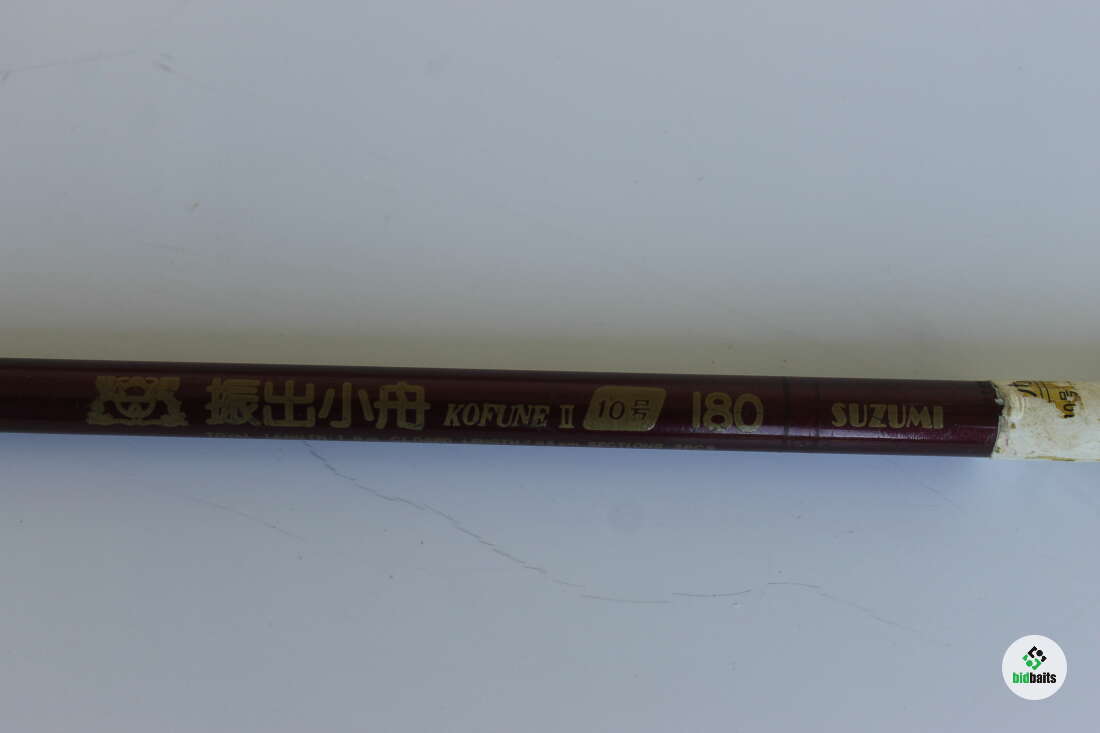 振出小舟 KOFUNE II 10号 180 SUZUMI
bidbaits